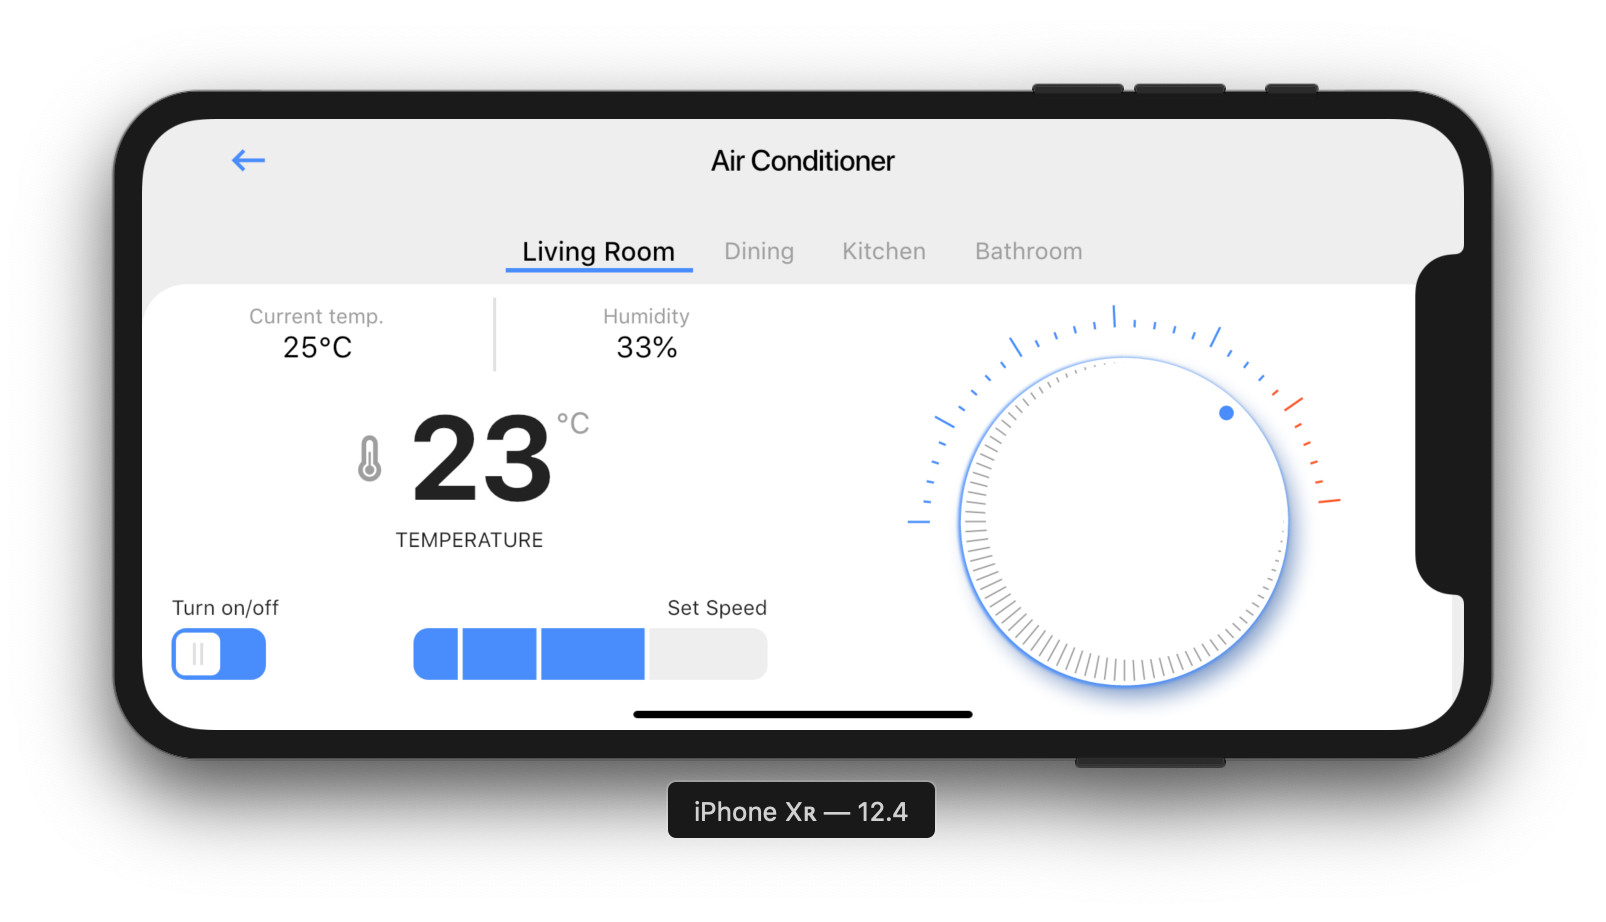 Air Conditioner
Living Room Dining Kitchen Bathroom
Current temp. Humidity
25°C 33%
23 °C
TEMPERATURE
Turn on/off Set Speed
iPhone Xʀ — 12.4